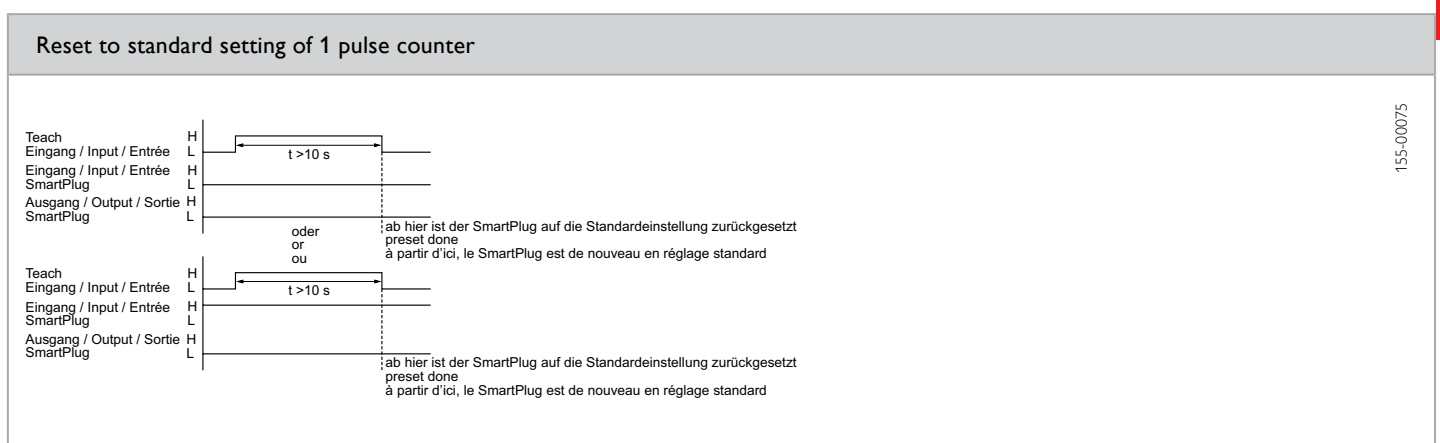 Reset to standard setting of 1 pulse counter
155-00075
Teach H
Eingang / Input / Entrée L
t >10 s
Eingang / Input / Entrée H
SmartPlug L
Ausgang / Output / Sortie H
SmartPlug L
ab hier ist der SmartPlug auf die Standardeinstellung zurückgesetzt
preset done
à partir d'ici, le SmartPlug est de nouveau en réglage standard
oder
or
ou
Teach H
Eingang / Input / Entrée L
t >10 s
Eingang / Input / Entrée H
SmartPlug L
Ausgang / Output / Sortie H
SmartPlug L
ab hier ist der SmartPlug auf die Standardeinstellung zurückgesetzt
preset done
à partir d'ici, le SmartPlug est de nouveau en réglage standard